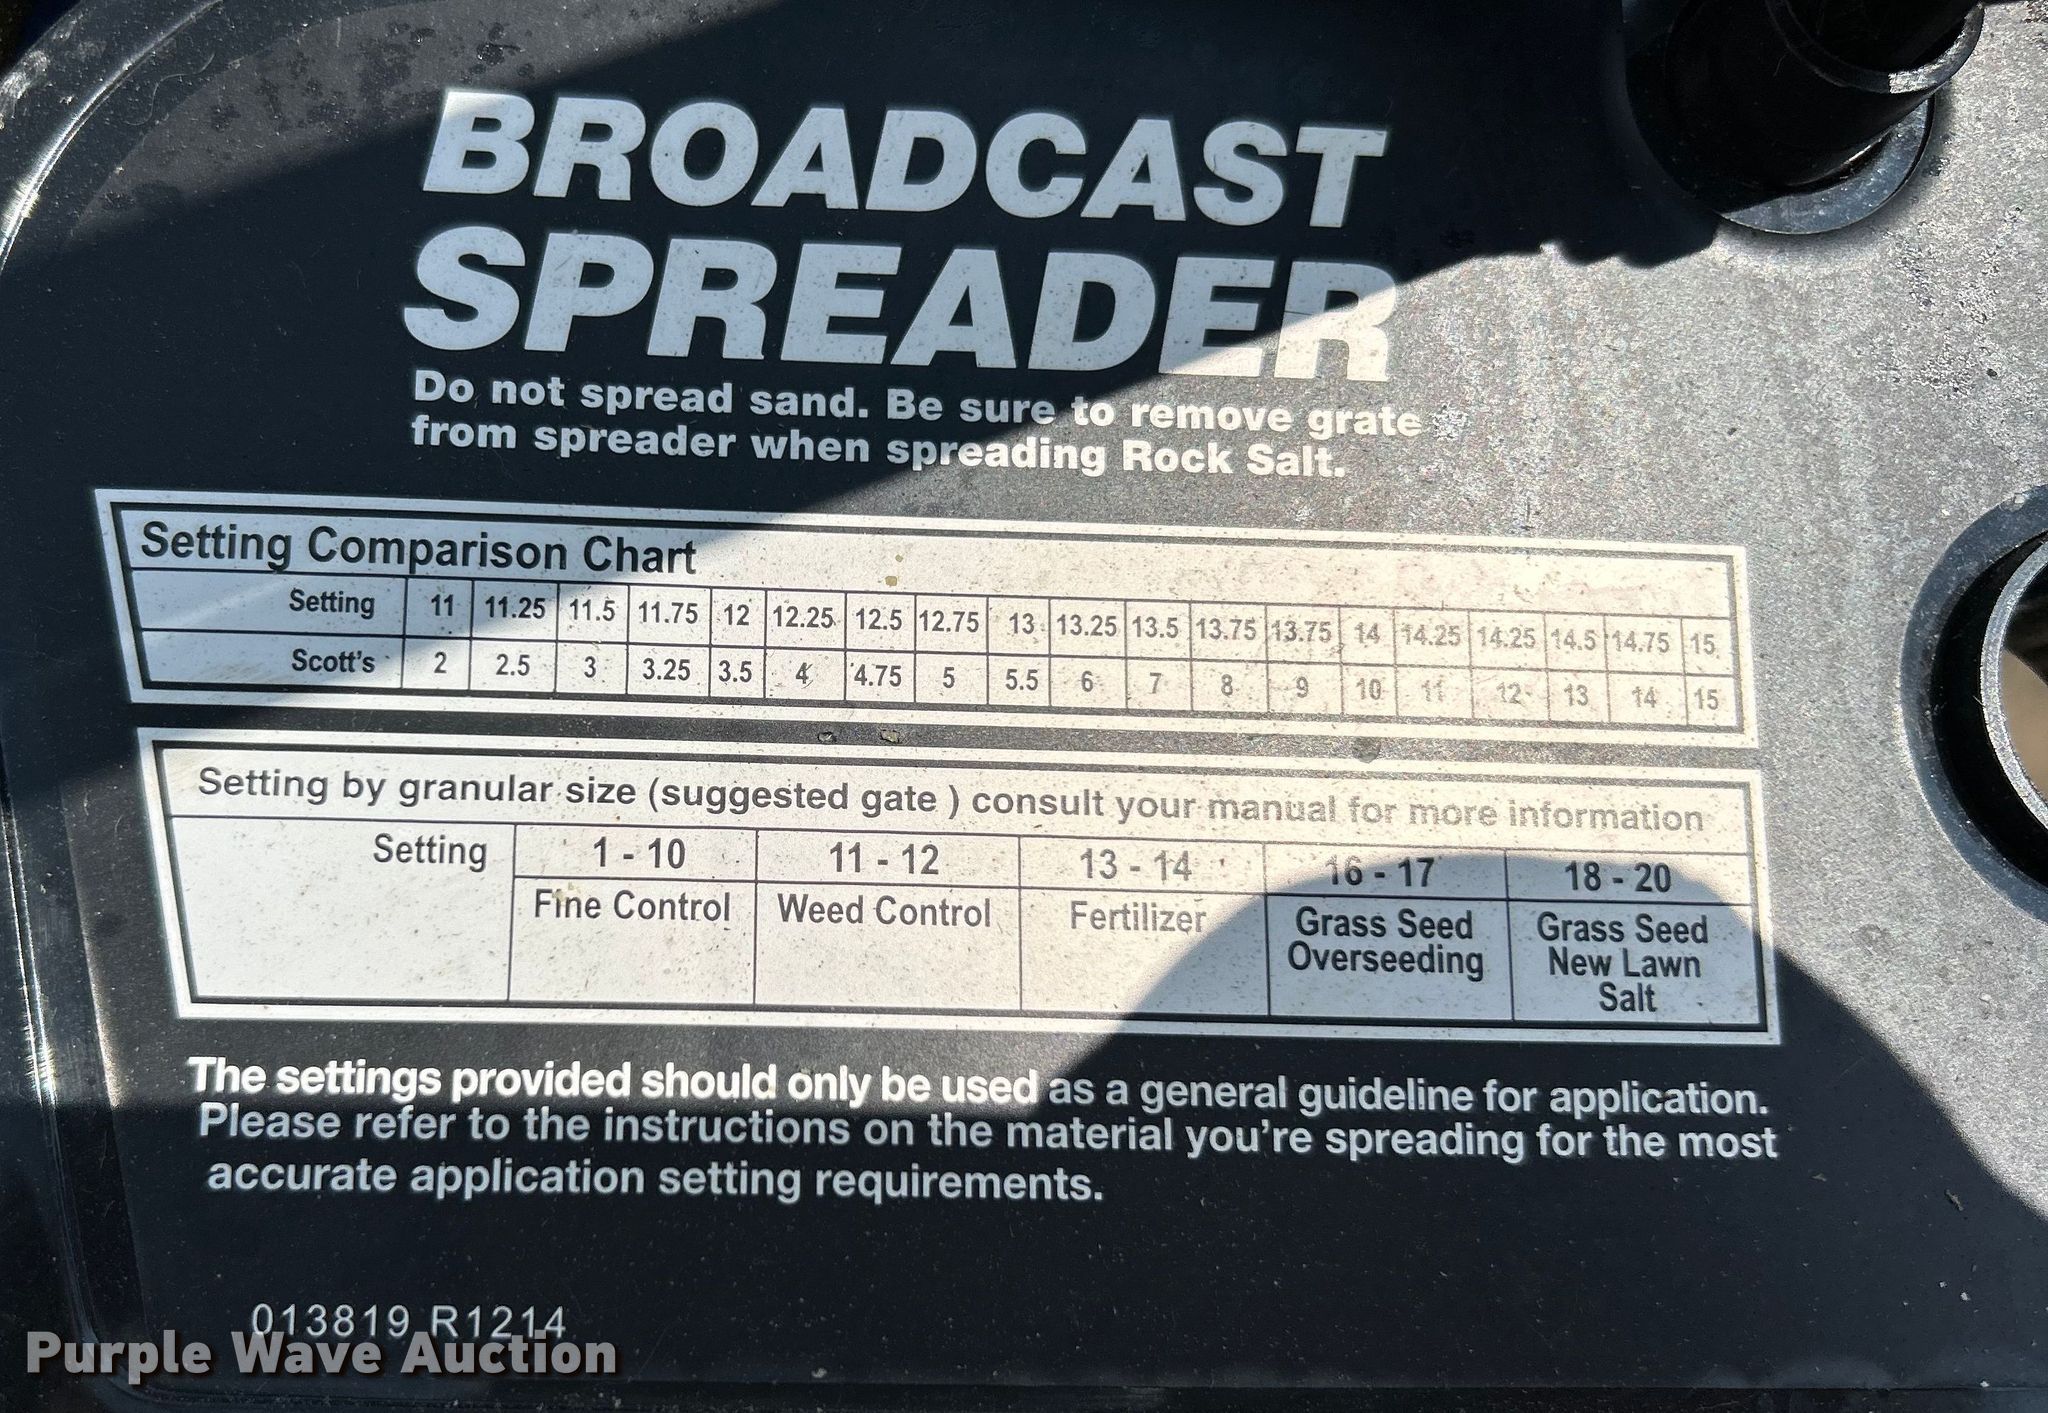 BROADCAST
SPREADER
Do not spread sand. Be sure to remove grate
from spreader when spreading Rock Salt.
Setting Comparison Chart
Setting 11 11.25 11.5 11.75 12 12.25 12.5 12.75 13 13.25 13.5 13.75 13.75 14 14.25 14.25 14.5 14.75 15
Scott's 2 2.5 3 3.25 3.5 4 4.75 5 5.5 6 7 8 9 10 11 12 13 14 15
Setting by granular size (suggested gate ) consult your manual for more information
Setting 1 - 10 11 - 12 13 - 14 16 - 17 18 - 20
Fine Control Weed Control Fertilizer Grass Seed Grass Seed
Overseeding New Lawn
Salt
The settings provided should only be used as a general guideline for application.
Please refer to the instructions on the material you're spreading for the most
accurate application setting requirements.
013819 R1214
Purple Wave Auction